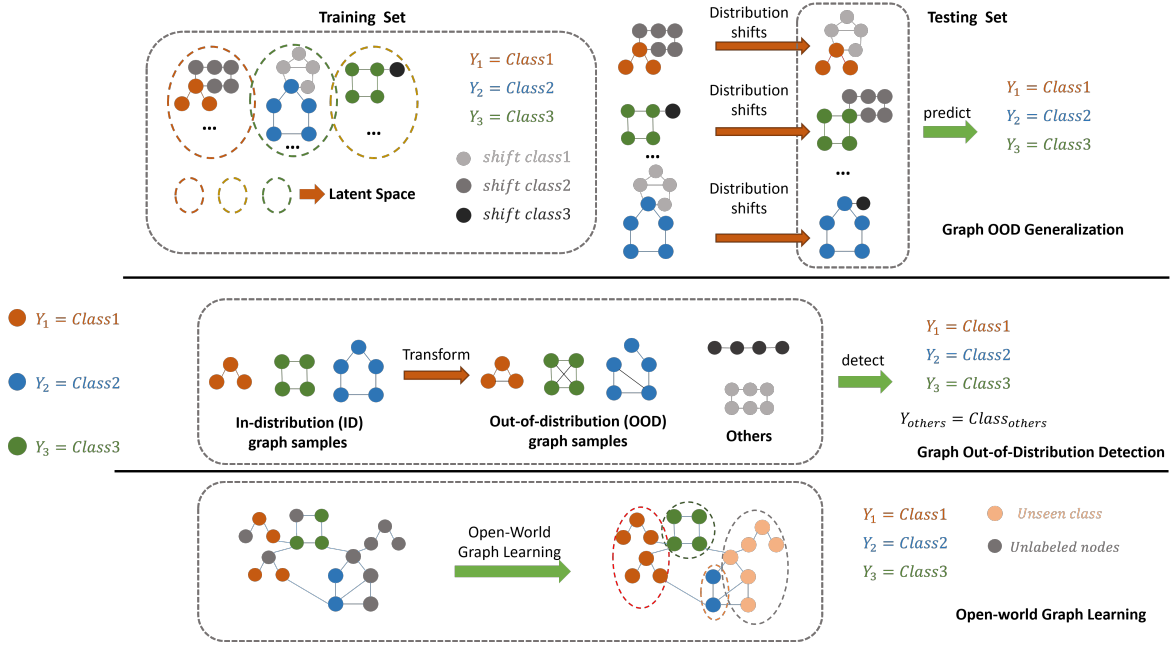 Training Set
Y₁ = Class1
Y₂ = Class2
Y₃ = Class3
...
...
...
shift class1
shift class2
shift class3
Latent Space
Distribution
shifts
Distribution
shifts
...
Distribution
shifts
Testing Set
...
...
predict
Y₁ = Class1
Y₂ = Class2
Y₃ = Class3
Graph OOD Generalization
Y₁ = Class1
Y₂ = Class2
Y₃ = Class3
In-distribution (ID)
graph samples
Transform
Out-of-distribution (OOD)
graph samples
Others
detect
Y₁ = Class1
Y₂ = Class2
Y₃ = Class3
Yₒₜₕₑᵣₛ = Classₒₜₕₑᵣₛ
Graph Out-of-Distribution Detection
Open-World
Graph Learning
Y₁ = Class1
Y₂ = Class2
Y₃ = Class3
Unseen class
Unlabeled nodes
Open-world Graph Learning